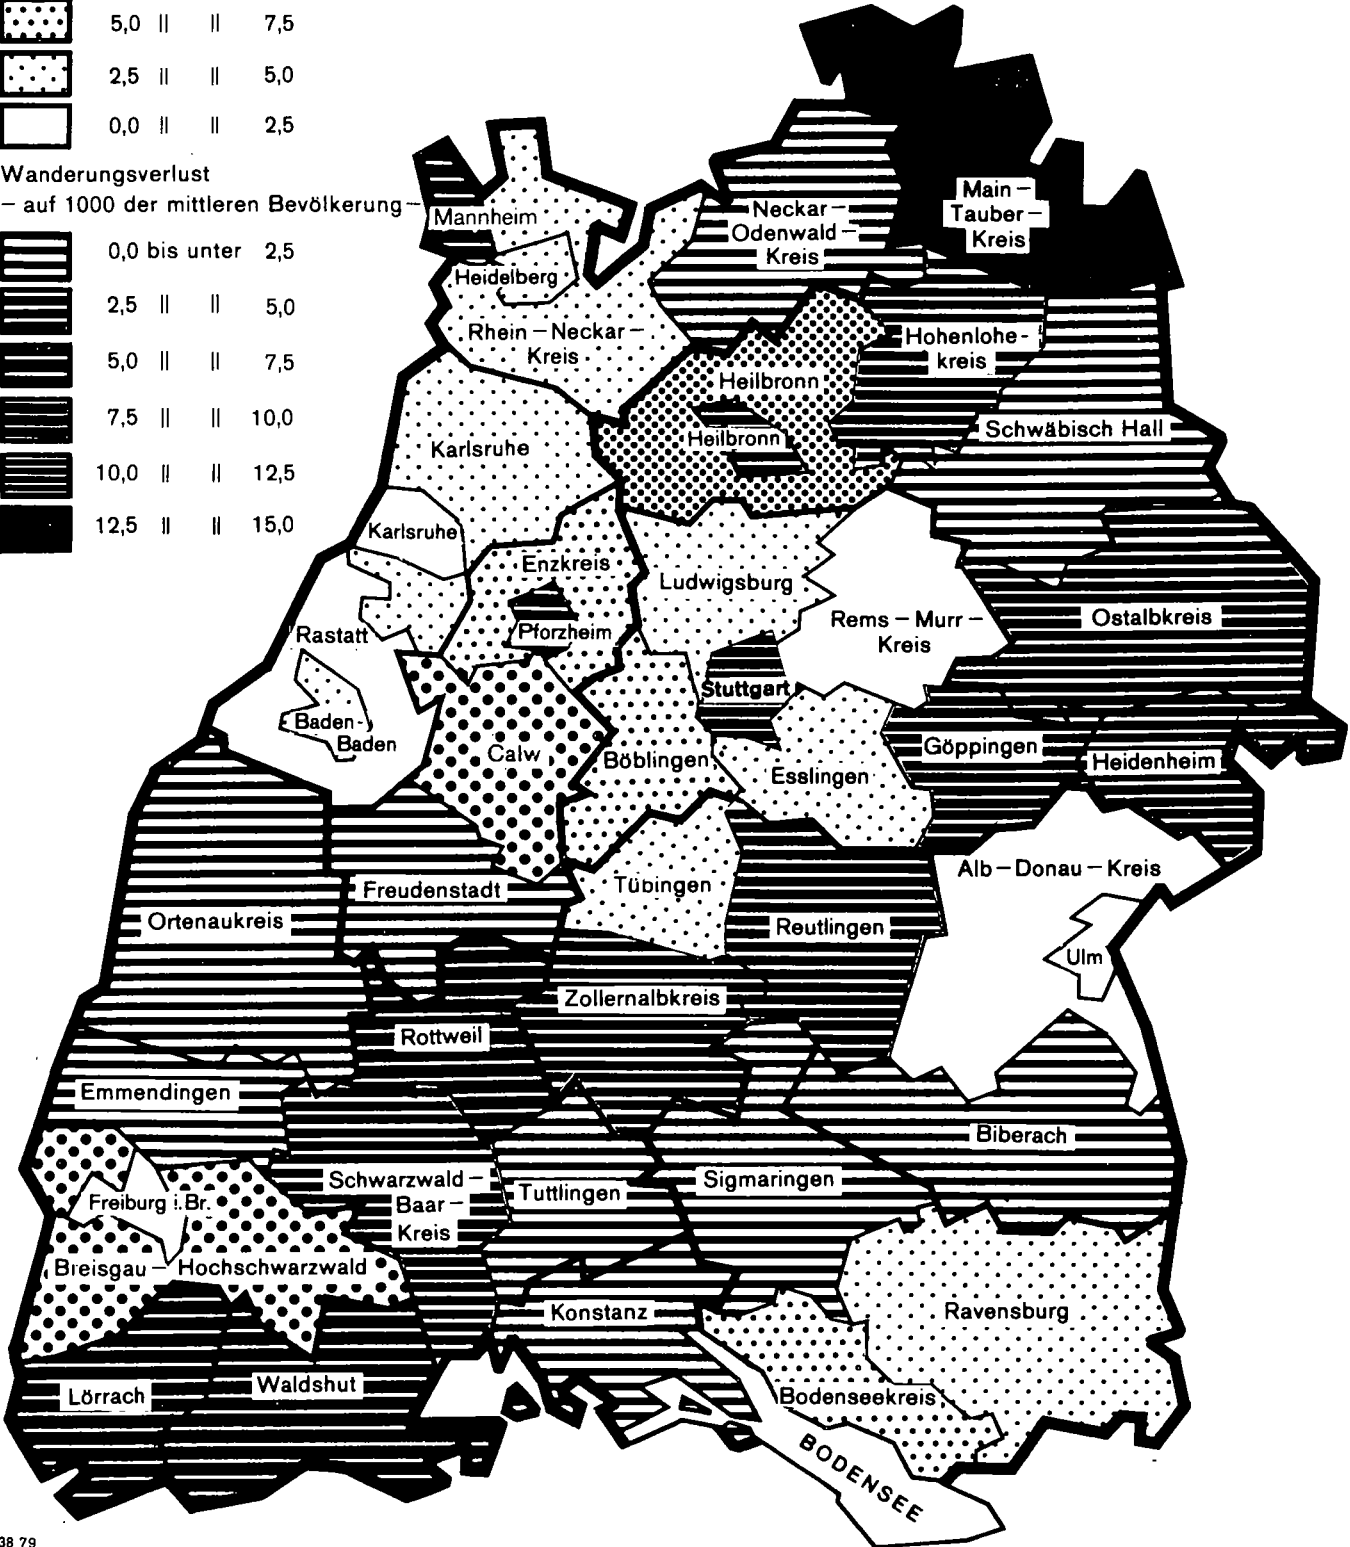 5,0 " " 7,5
2,5 " " 5,0
0,0 " " 2,5
Wanderungsverlust
– auf 1000 der mittleren Bevölkerung –
0,0 bis unter 2,5
2,5 " " 5,0
5,0 " " 7,5
7,5 " " 10,0
10,0 " " 12,5
12,5 " " 15,0
Main –
Tauber –
Kreis
Neckar –
Odenwald –
Kreis
Mannheim
Heidelberg
Rhein – Neckar –
Kreis
Hohenlohe-
kreis
Heilbronn
Heilbronn
Schwäbisch Hall
Karlsruhe
Karlsruhe
Enzkreis
Pforzheim
Ludwigsburg
Rems – Murr –
Kreis
Ostalbkreis
Rastatt
Baden-
Baden
Calw
Böblingen
Stuttgart
Esslingen
Göppingen
Heidenheim
Alb – Donau – Kreis
Ulm
Freudenstadt
Tübingen
Ortenaukreis
Reutlingen
Zollernalbkreis
Rottweil
Emmendingen
Biberach
Schwarzwald –
Baar –
Kreis
Tuttlingen
Sigmaringen
Freiburg i.Br.
Breisgau – Hochschwarzwald
Konstanz
Ravensburg
Lörrach
Waldshut
Bodenseekreis
BODENSEE
38 79